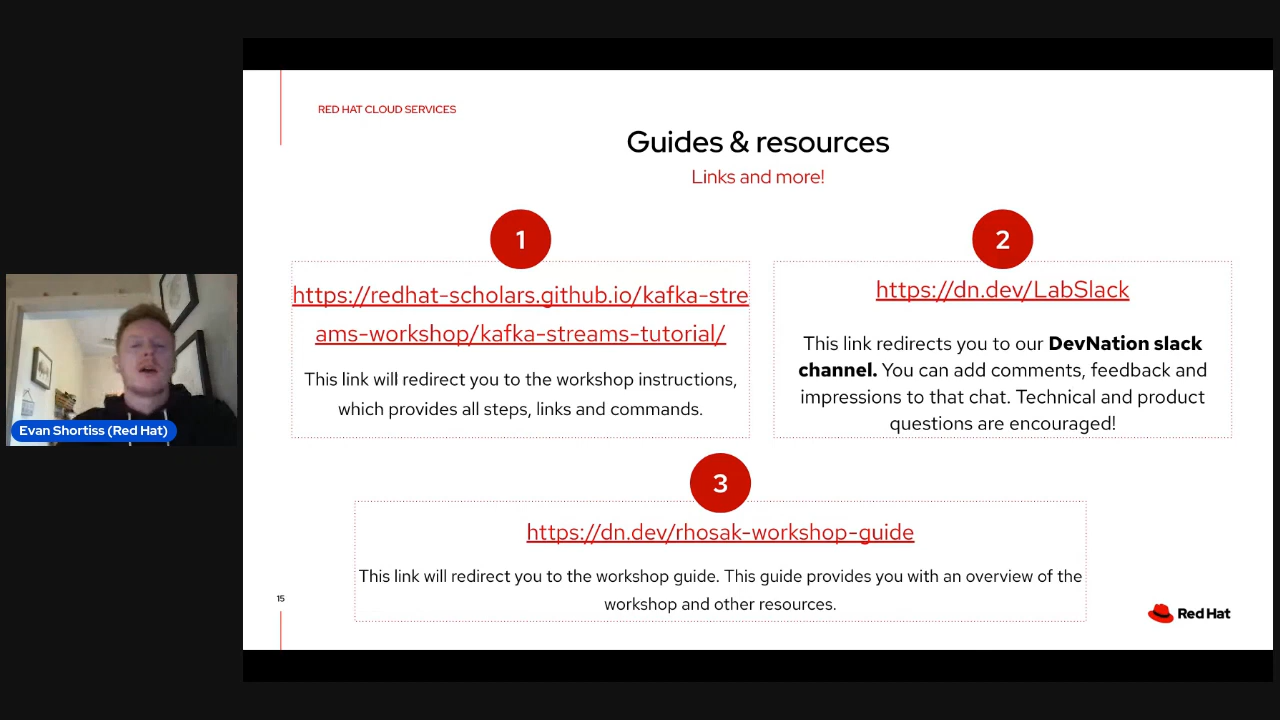 RED HAT CLOUD SERVICES
Guides & resources
Links and more!
1
https://redhat-scholars.github.io/kafka-stre
ams-workshop/kafka-streams-tutorial/
This link will redirect you to the workshop instructions,
which provides all steps, links and commands.
2
https://dn.dev/LabSlack
This link redirects you to our DevNation slack
channel. You can add comments, feedback and
impressions to that chat. Technical and product
questions are encouraged!
Evan Shortiss (Red Hat)
3
https://dn.dev/rhosak-workshop-guide
This link will redirect you to the workshop guide. This guide provides you with an overview of the
workshop and other resources.
15
Red Hat